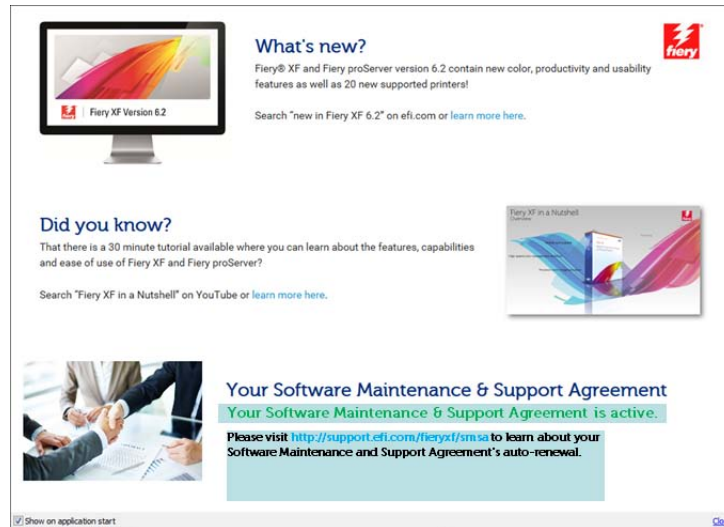 What's new?
fiery
Fiery® XF and Fiery proServer version 6.2 contain new color, productivity and usability
features as well as 20 new supported printers!
Fiery XF Version 6.2
Search "new in Fiery XF 6.2" on efi.com or learn more here.
Did you know?
That there is a 30 minute tutorial available where you can learn about the features, capabilities
and ease of use of Fiery XF and Fiery proServer?
Search "Fiery XF in a Nutshell" on YouTube or learn more here.
Fiery XF in a Nutshell
Overview
Your Software Maintenance & Support Agreement
Your Software Maintenance & Support Agreement is active.
Please visit http://support.efi.com/fieryxf/smsa to learn about your
Software Maintenance and Support Agreement's auto-renewal.
Show on application start